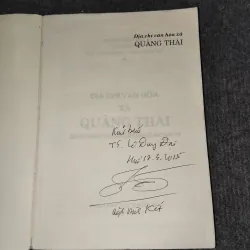 Địa chí văn hóa xã
QUẢNG THÁI
ĐỊA CHÍ VĂN HÓA
XÃ
QUẢNG THÁI
Kính biếu
TS. Lê Duy Đại
Huế 17.5.2025